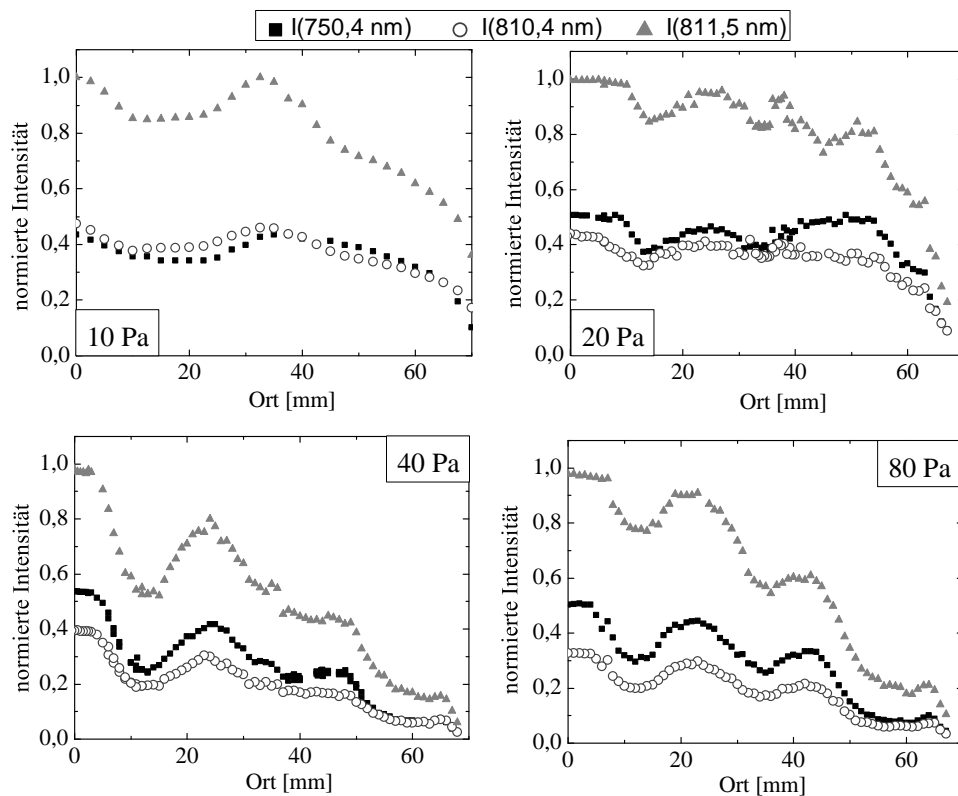 I(750,4 nm) I(810,4 nm) I(811,5 nm)
1,0
0,8
0,6
0,4
0,2
0,0
normierte Intensität
10 Pa
0 20 40 60
Ort [mm]
1,0
0,8
0,6
0,4
0,2
0,0
normierte Intensität
20 Pa
0 20 40 60
Ort [mm]
1,0
0,8
0,6
0,4
0,2
0,0
normierte Intensität
40 Pa
0 20 40 60
Ort [mm]
1,0
0,8
0,6
0,4
0,2
0,0
normierte Intensität
80 Pa
0 20 40 60
Ort [mm]